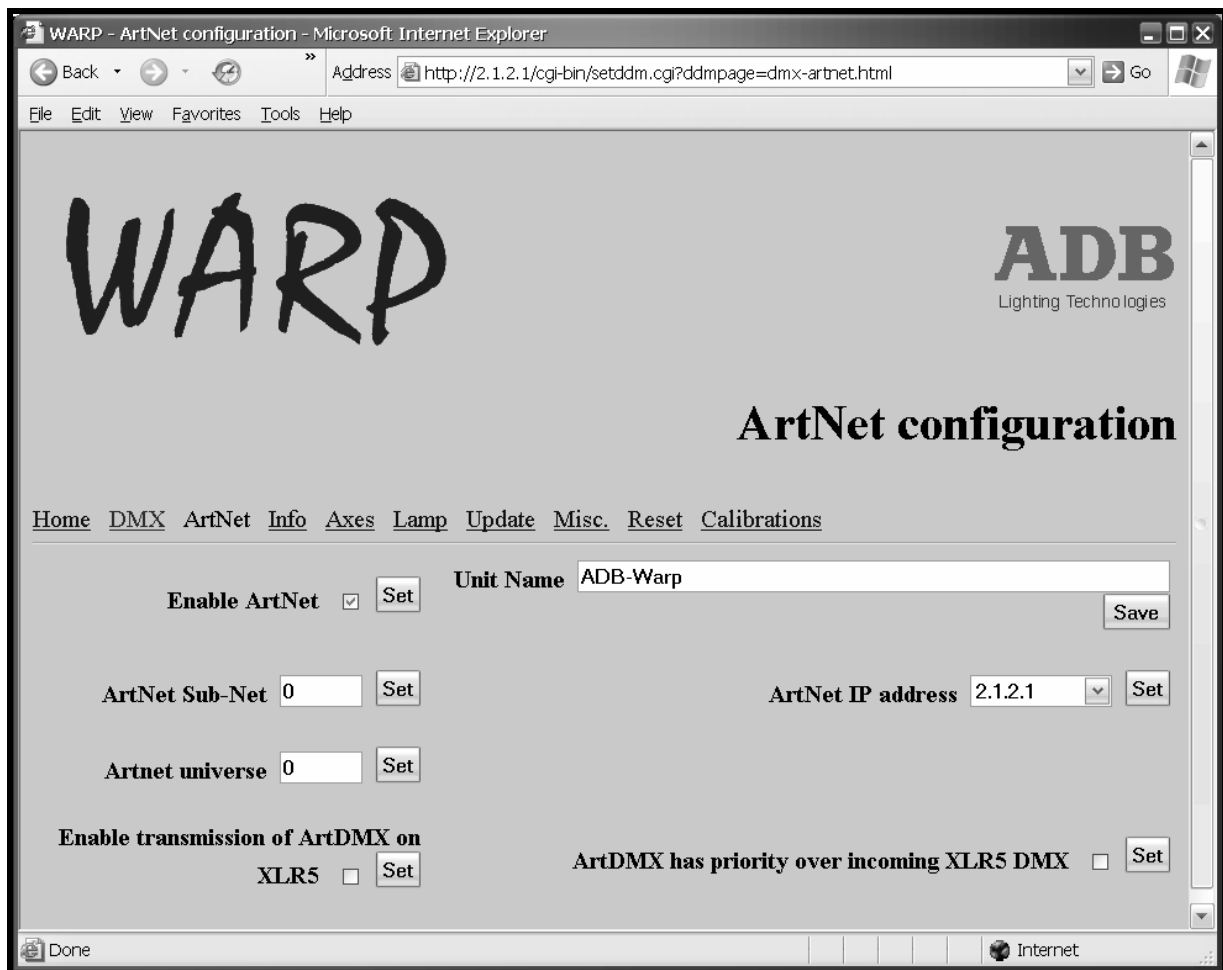 WARP - ArtNet configuration - Microsoft Internet Explorer
Back » Address http://2.1.2.1/cgi-bin/setddm.cgi?ddmpage=dmx-artnet.html Go
File Edit View Favorites Tools Help
WARP
ADB
Lighting Technologies
ArtNet configuration
Home DMX ArtNet Info Axes Lamp Update Misc. Reset Calibrations
Enable ArtNet Set Unit Name ADB-Warp
Save
ArtNet Sub-Net 0 Set ArtNet IP address 2.1.2.1 Set
Artnet universe 0 Set
Enable transmission of ArtDMX on
XLR5 Set ArtDMX has priority over incoming XLR5 DMX Set
Done Internet